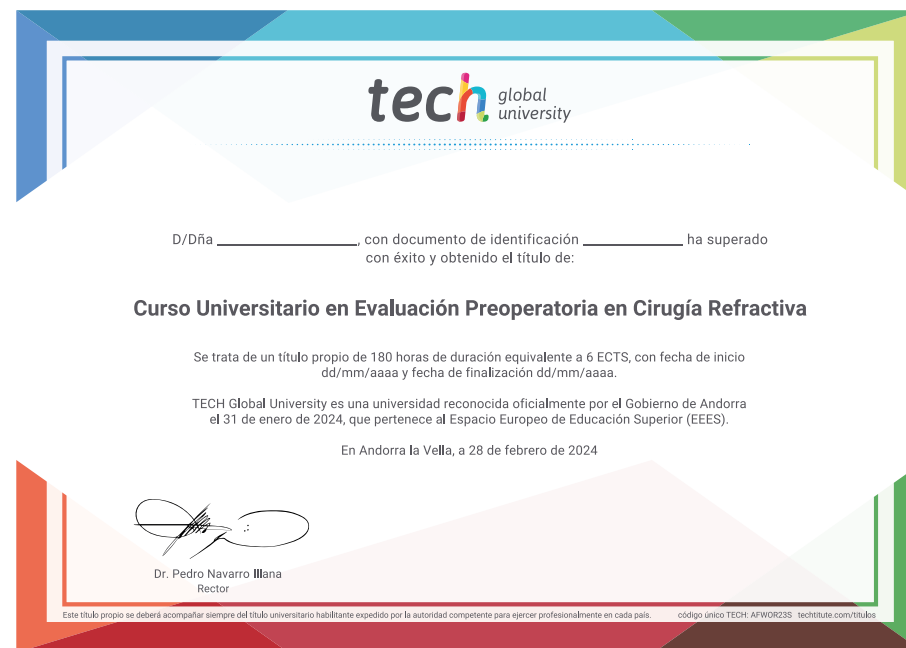 tech global university
D/Dña ______________, con documento de identificación __________ ha superado
con éxito y obtenido el título de:
Curso Universitario en Evaluación Preoperatoria en Cirugía Refractiva
Se trata de un título propio de 180 horas de duración equivalente a 6 ECTS, con fecha de inicio
dd/mm/aaaa y fecha de finalización dd/mm/aaaa.
TECH Global University es una universidad reconocida oficialmente por el Gobierno de Andorra
el 31 de enero de 2024, que pertenece al Espacio Europeo de Educación Superior (EEES).
En Andorra la Vella, a 28 de febrero de 2024
Dr. Pedro Navarro Illana
Rector
Este título propio se deberá acompañar siempre del título universitario habilitante expedido por la autoridad competente para ejercer profesionalmente en cada país. código único TECH: AFWOR23S techtitute.com/titulos